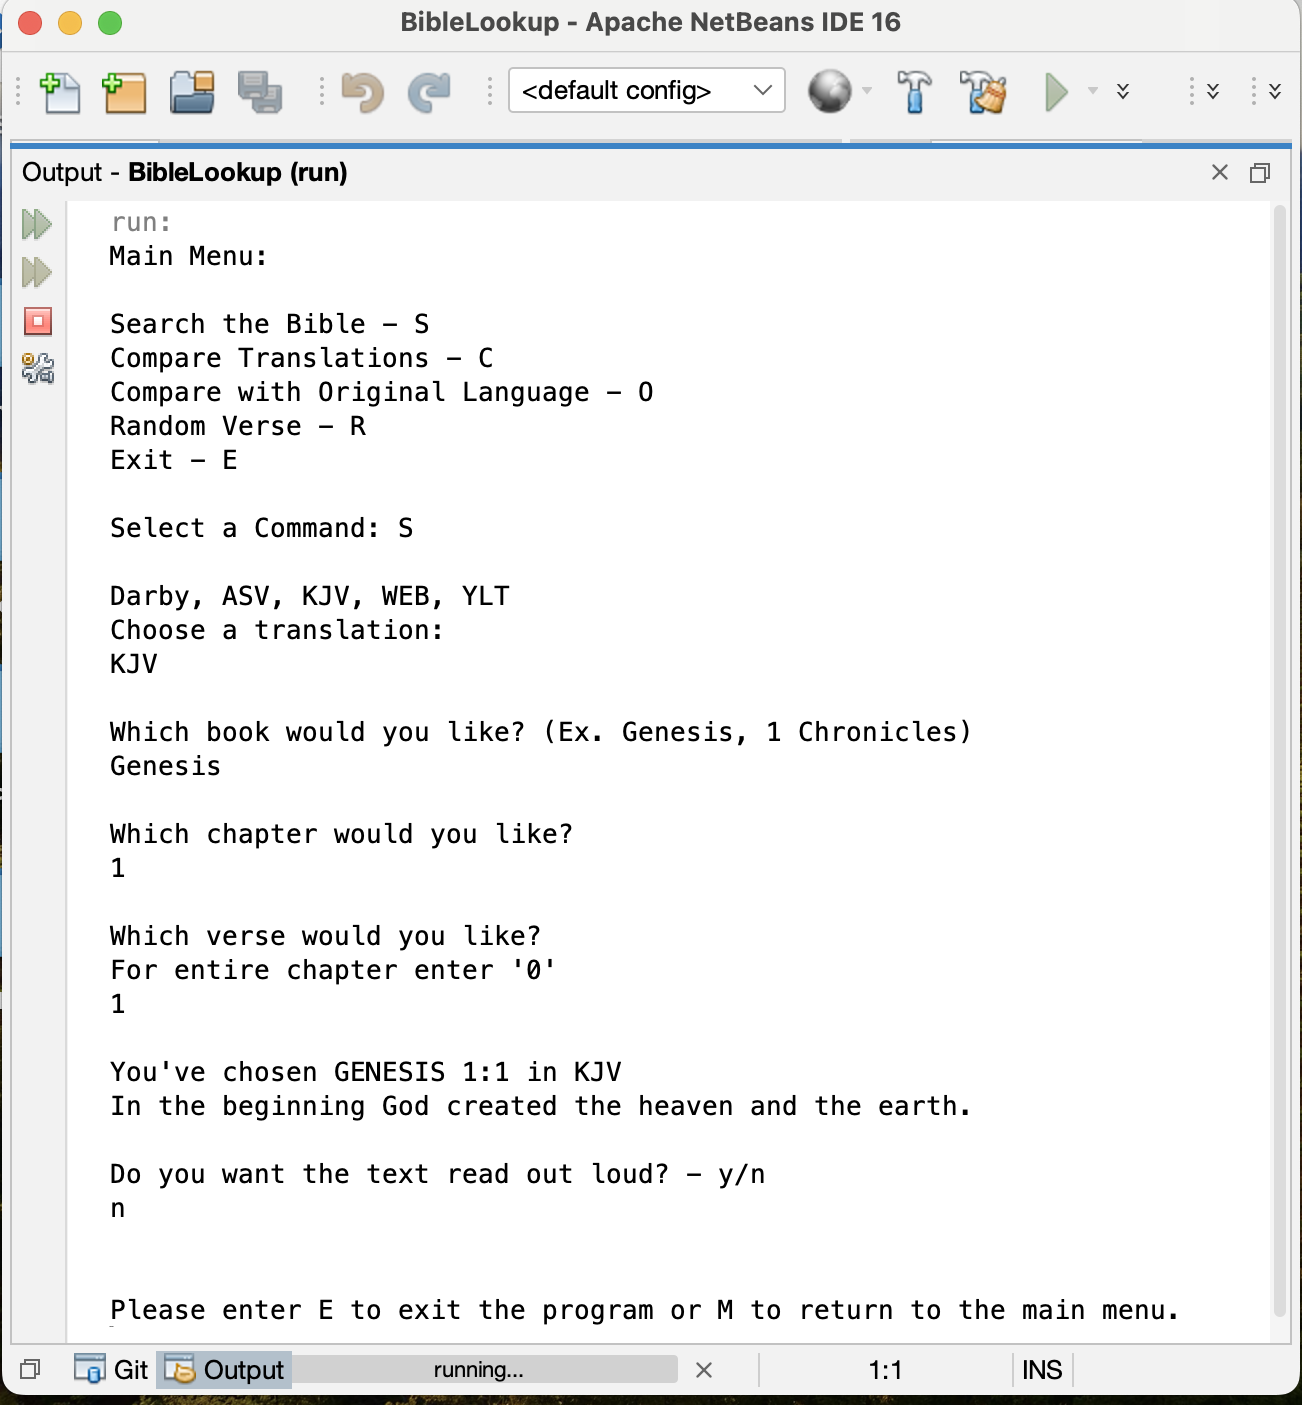 BibleLookup - Apache NetBeans IDE 16
<default config>
Output - BibleLookup (run)
run:
Main Menu:
Search the Bible – S
Compare Translations – C
Compare with Original Language – O
Random Verse – R
Exit – E
Select a Command: S
Darby, ASV, KJV, WEB, YLT
Choose a translation:
KJV
Which book would you like? (Ex. Genesis, 1 Chronicles)
Genesis
Which chapter would you like?
1
Which verse would you like?
For entire chapter enter '0'
1
You've chosen GENESIS 1:1 in KJV
In the beginning God created the heaven and the earth.
Do you want the text read out loud? – y/n
n
Please enter E to exit the program or M to return to the main menu.
Git Output running... 1:1 INS